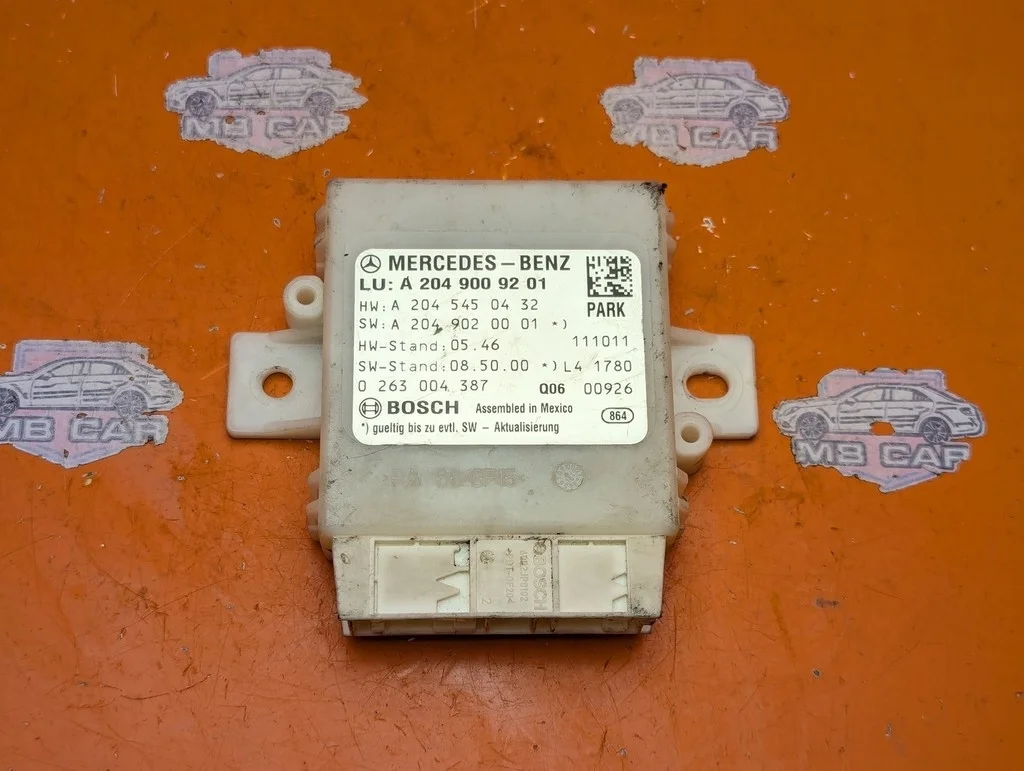 MB CAR
MB CAR
MERCEDES-BENZ
LU: A 204 900 92 01
HW: A 204 545 04 32
PARK
SW: A 204 902 00 01 *)
HW-Stand: 05.46 111011
SW-Stand: 08.50.00 *) L4 1780
0 263 004 387 Q06 00926
BOSCH Assembled in Mexico 864
*) gueltig bis zu evtl. SW - Aktualisierung
MB CAR
MB CAR
BOSCH